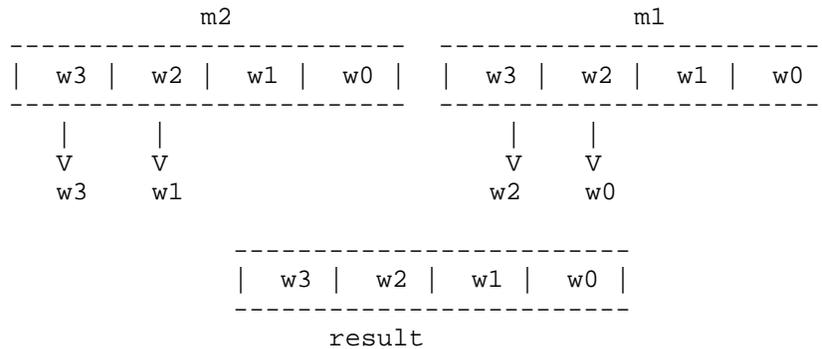 m2 m1
------------------------- ------------------------
| w3 | w2 | w1 | w0 | | w3 | w2 | w1 | w0
------------------------- ------------------------
| | | |
V V V V
w3 w1 w2 w0
-------------------------
| w3 | w2 | w1 | w0 |
-------------------------
result